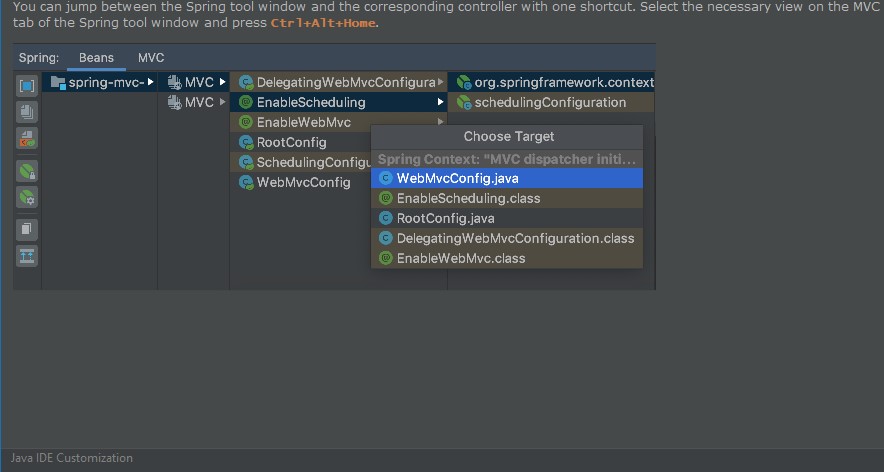 You can jump between the Spring tool window and the corresponding controller with one shortcut. Select the necessary view on the MVC
tab of the Spring tool window and press Ctrl+Alt+Home.
Spring: Beans MVC
spring-mvc- MVC DelegatingWebMvcConfigura org.springframework.context
MVC EnableScheduling schedulingConfiguration
EnableWebMvc
RootConfig
SchedulingConfigu
WebMvcConfig
Choose Target
Spring Context: "MVC dispatcher initi...
WebMvcConfig.java
EnableScheduling.class
RootConfig.java
DelegatingWebMvcConfiguration.class
EnableWebMvc.class
Java IDE Customization